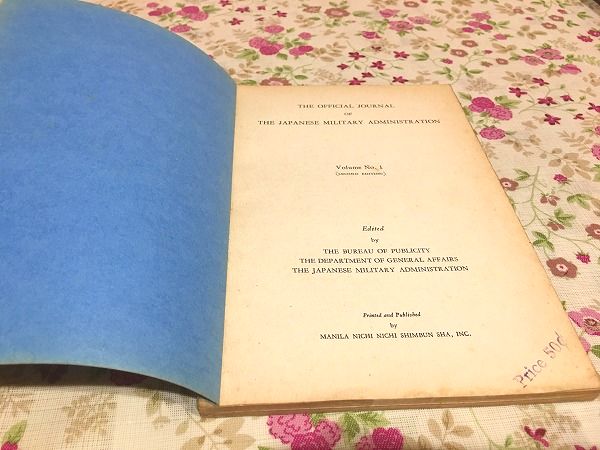 THE OFFICIAL JOURNAL
OF
THE JAPANESE MILITARY ADMINISTRATION
Volume No. 1
(SECOND EDITION)
Edited
by
THE BUREAU OF PUBLICITY
THE DEPARTMENT OF GENERAL AFFAIRS
THE JAPANESE MILITARY ADMINISTRATION
Printed and Published
by
MANILA NICHI NICHI SHIMBUN SHA, INC.
Price 50¢